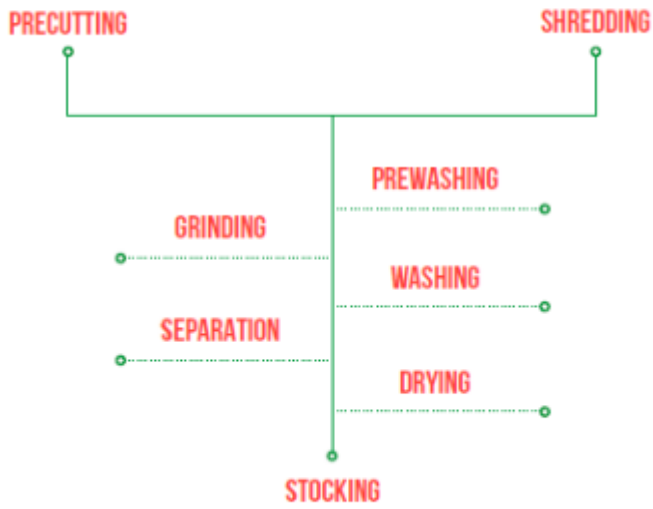 PRECUTTING
SHREDDING
PREWASHING
GRINDING
WASHING
SEPARATION
DRYING
STOCKING